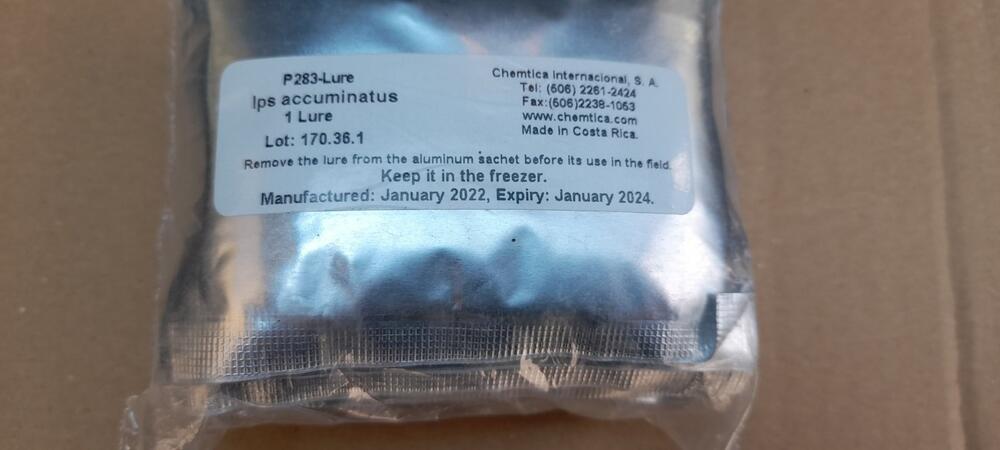 P283-Lure
Ips accuminatus
1 Lure
Lot: 170.36.1
Chemtica Internacional, S. A.
Tel: (506) 2261-2424
Fax:(506)2238-1053
www.chemtica.com
Made in Costa Rica.
Remove the lure from the aluminum sachet before its use in the field.
Keep it in the freezer.
Manufactured: January 2022, Expiry: January 2024.